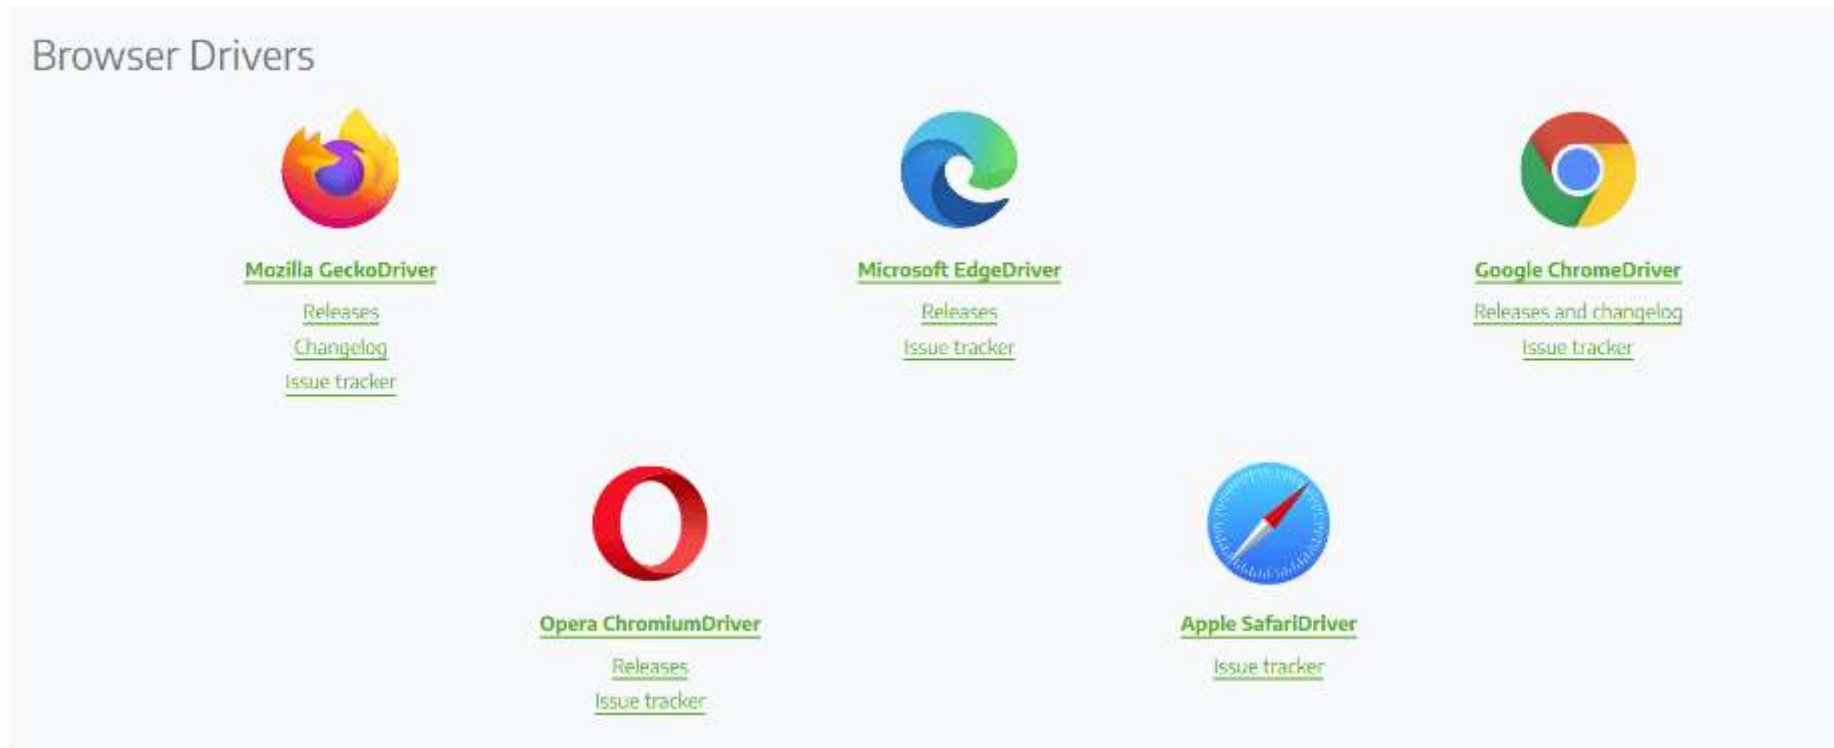 Browser Drivers
Mozilla GeckoDriver
Releases
Changelog
Issue tracker
Microsoft EdgeDriver
Releases
Issue tracker
Google ChromeDriver
Releases and changelog
Issue tracker
Opera ChromiumDriver
Releases
Issue tracker
Apple SafariDriver
Issue tracker